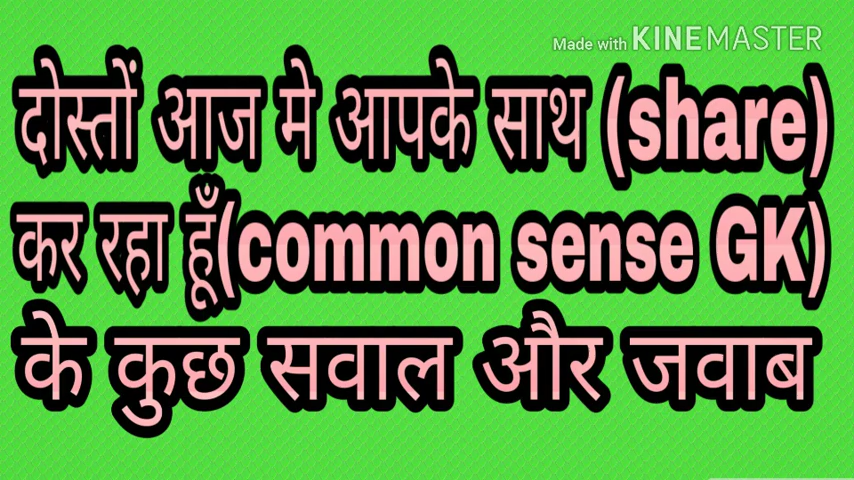 Made with KINEMASTER
दोस्तों आज मे आपके साथ (share)
कर रहा हूँ(common sense GK)
के कुछ सवाल और जवाब